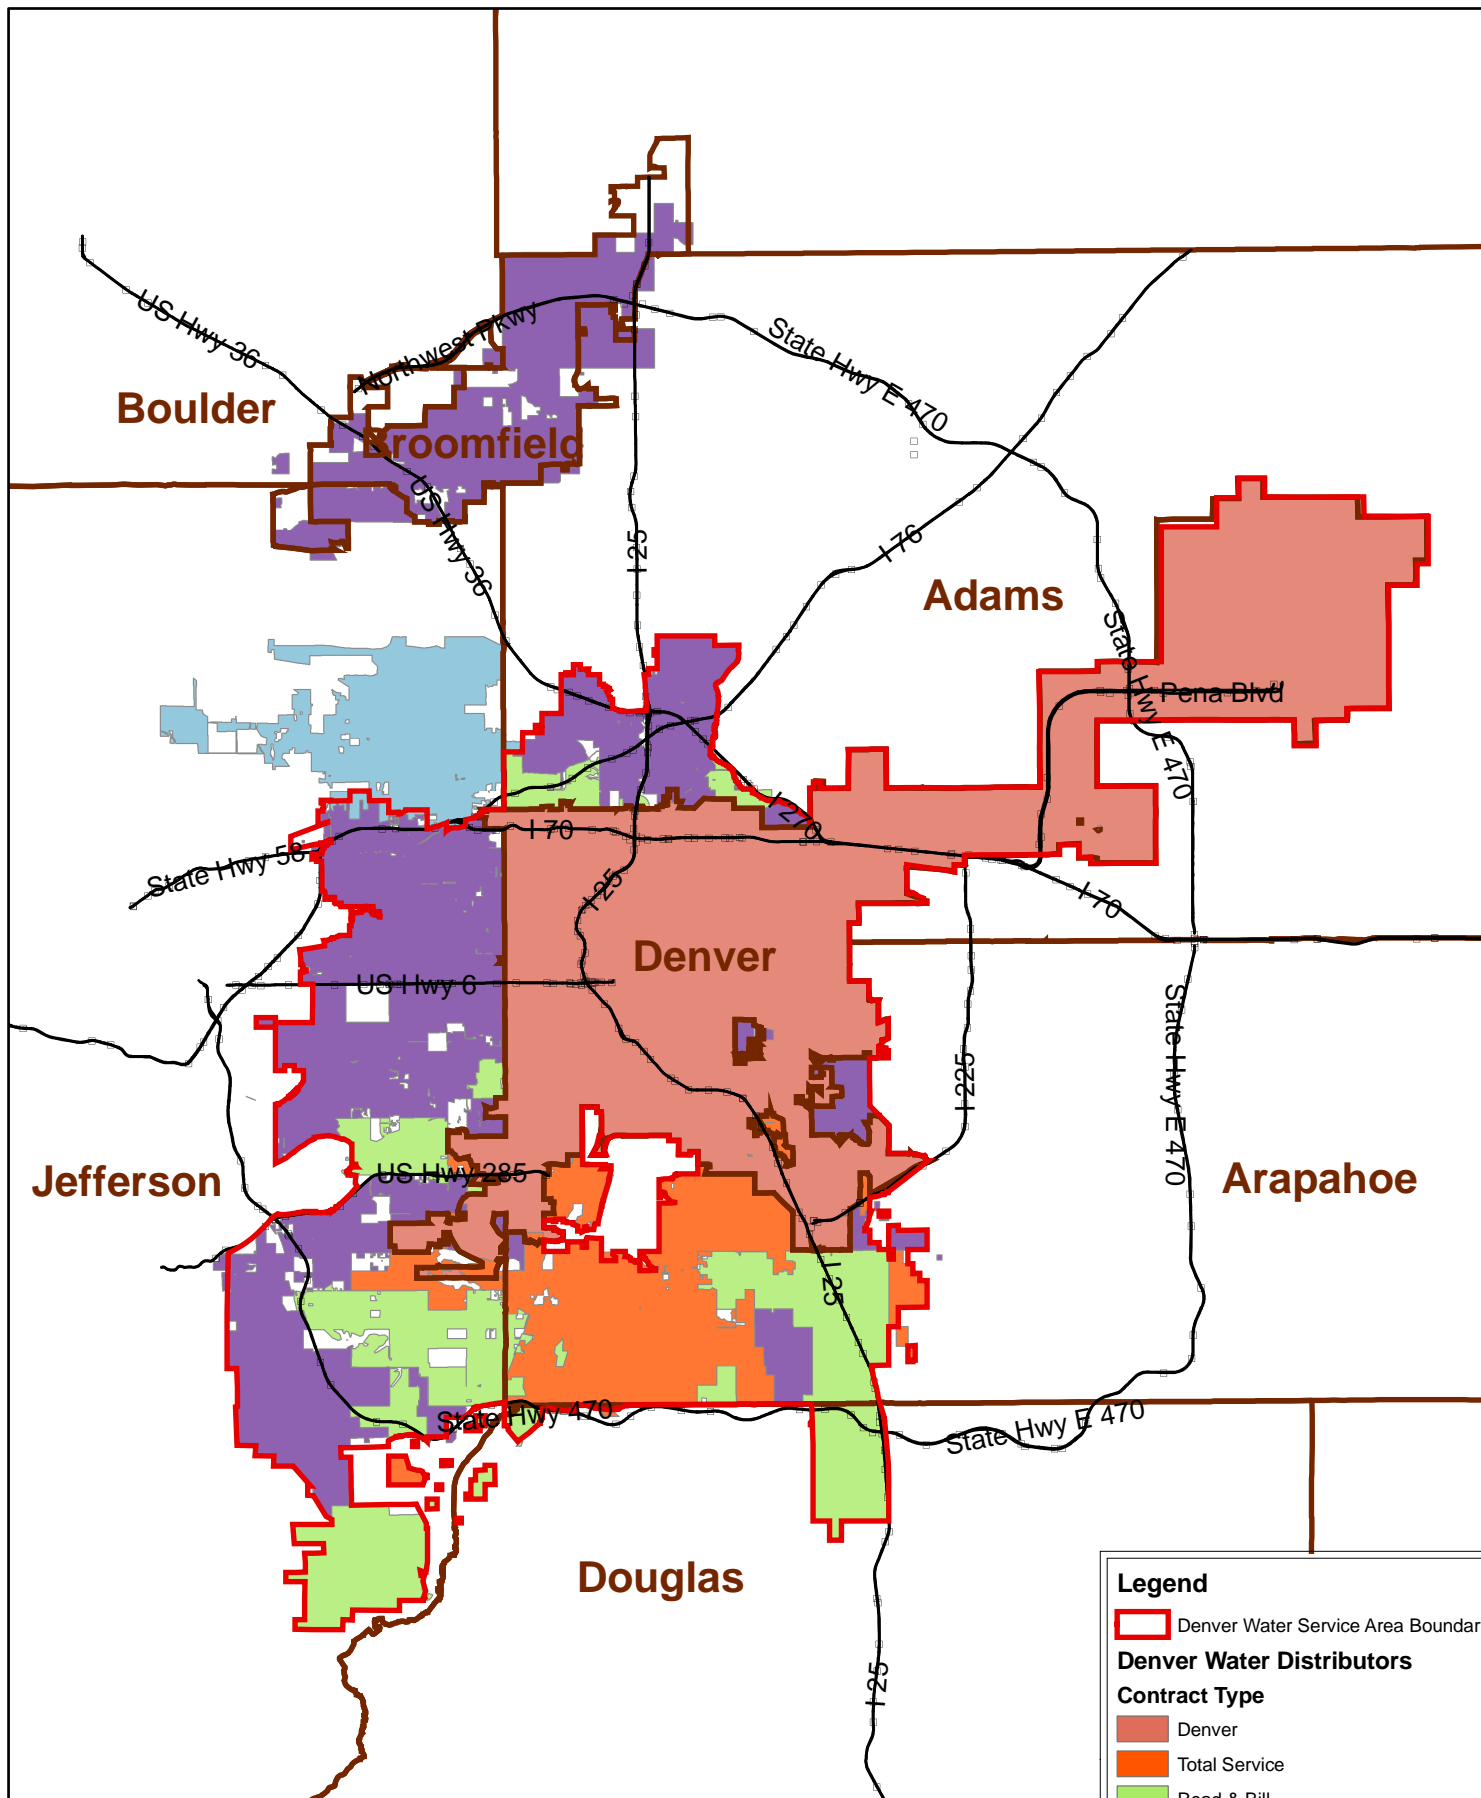 US Hwy 36
Northwest Pkwy
State Hwy E 470
Boulder
Broomfield
US Hwy 36
I 25
I 76
Adams
State Hwy E 470
Pena Blvd
I 270
I 70
State Hwy 58
I 25
I 70
Denver
US Hwy 6
State Hwy E 470
I 225
Jefferson
US Hwy 285
Arapahoe
I 25
State Hwy 470
State Hwy E 470
Douglas
I 25
Legend
Denver Water Service Area Boundar
Denver Water Distributors
Contract Type
Denver
Total Service
Read & Bill